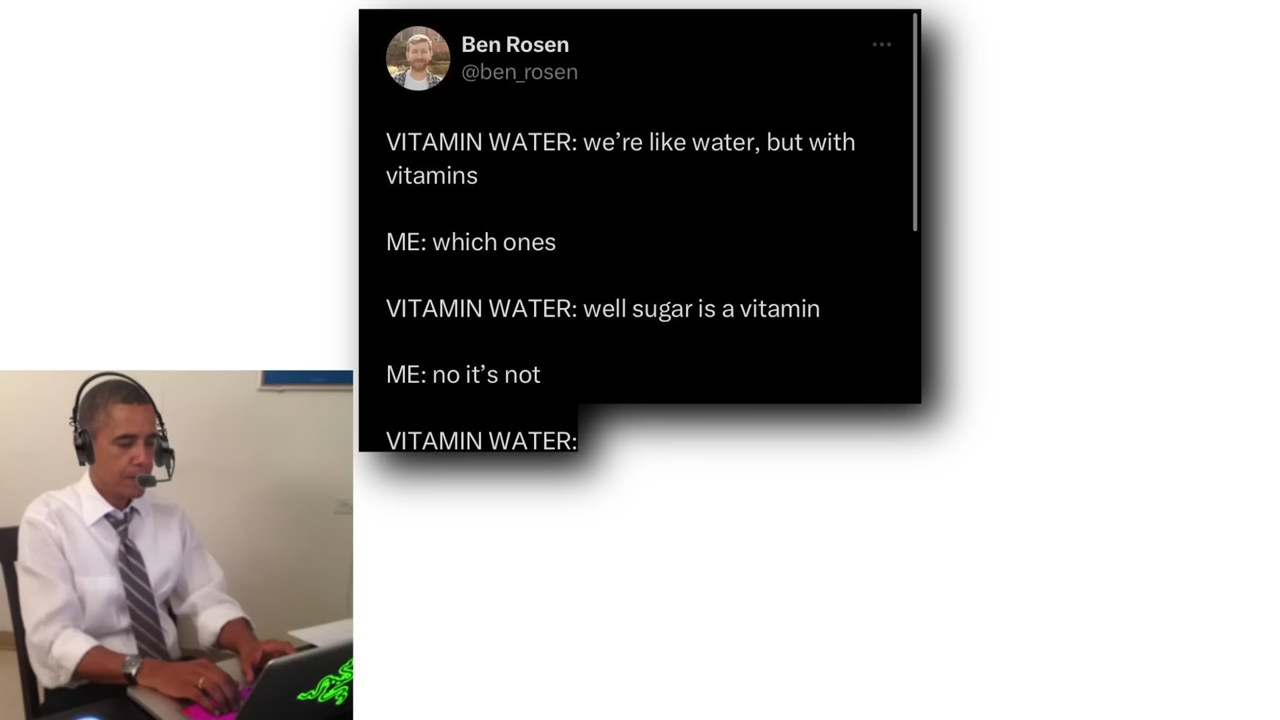 Ben Rosen
@ben_rosen
VITAMIN WATER: we’re like water, but with
vitamins
ME: which ones
VITAMIN WATER: well sugar is a vitamin
ME: no it’s not
VITAMIN WATER: